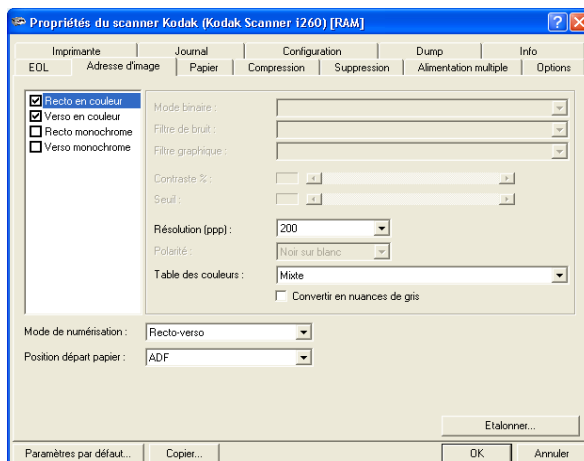 Propriétés du scanner Kodak (Kodak Scanner i260) [RAM]
Imprimante Journal Configuration Dump Info
EOL Adresse d'image Papier Compression Suppression Alimentation multiple Options
Recto en couleur
Verso en couleur
Recto monochrome
Verso monochrome
Mode binaire :
Filtre de bruit :
Filtre graphique :
Contraste % :
Seuil :
Résolution (ppp) : 200
Polarité : Noir sur blanc
Table des couleurs : Mixte
Convertir en nuances de gris
Mode de numérisation : Recto-verso
Position départ papier : ADF
Etalonner...
Paramètres par défaut... Copier... OK Annuler